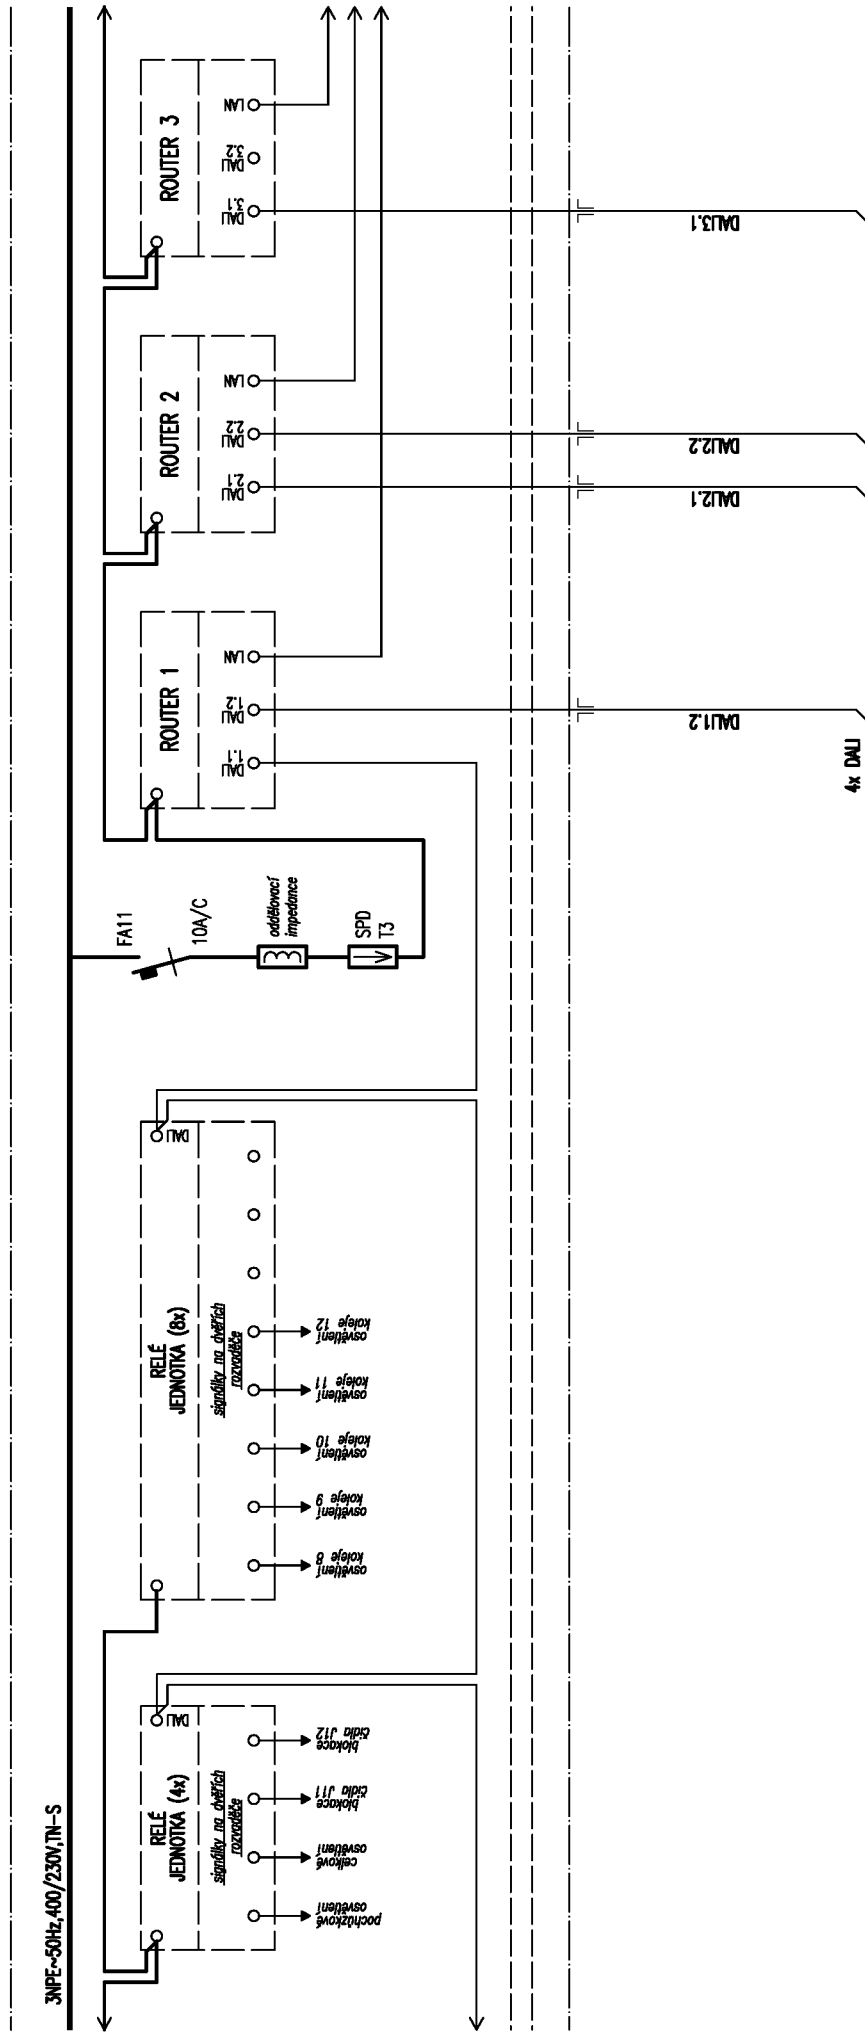 3NPE~50Hz,400/230V,TN-S
RELÉ
JEDNOTKA (4x)
signálky na dveřích
rozvaděče
DALI
pochůzkové
osvětlení
celkové
osvětlení
blokace
čidla J11
blokace
čidla J12
RELÉ
JEDNOTKA (8x)
signálky na dveřích
rozvaděče
DALI
osvětlení
koleje 8
osvětlení
koleje 9
osvětlení
koleje 10
osvětlení
koleje 11
osvětlení
koleje 12
FA11
10A/C
oddělovací
impedance
SPD
T3
ROUTER 1
DALI
1.1
DALI
1.2
LAN
ROUTER 2
DALI
2.1
DALI
2.2
LAN
ROUTER 3
DALI
3.1
DALI
3.2
LAN
DALI1.2
DALI2.1
DALI2.2
DALI3.1
4x DALI